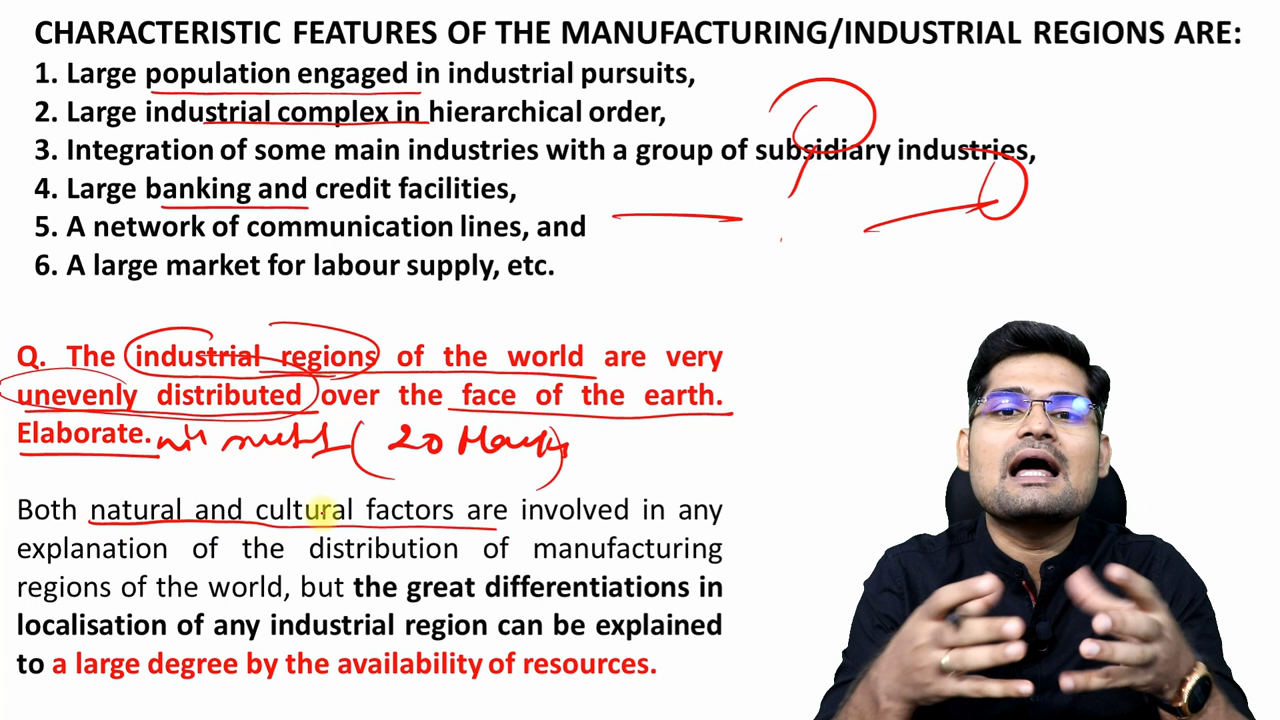 CHARACTERISTIC FEATURES OF THE MANUFACTURING/INDUSTRIAL REGIONS ARE:
1. Large population engaged in industrial pursuits,
2. Large industrial complex in hierarchical order,
3. Integration of some main industries with a group of subsidiary industries,
4. Large banking and credit facilities,
5. A network of communication lines, and
6. A large market for labour supply, etc.
Q. The industrial regions of the world are very
unevenly distributed over the face of the earth.
Elaborate. (20 Marks)
Both natural and cultural factors are involved in any
explanation of the distribution of manufacturing
regions of the world, but the great differentiations in
localisation of any industrial region can be explained
to a large degree by the availability of resources.